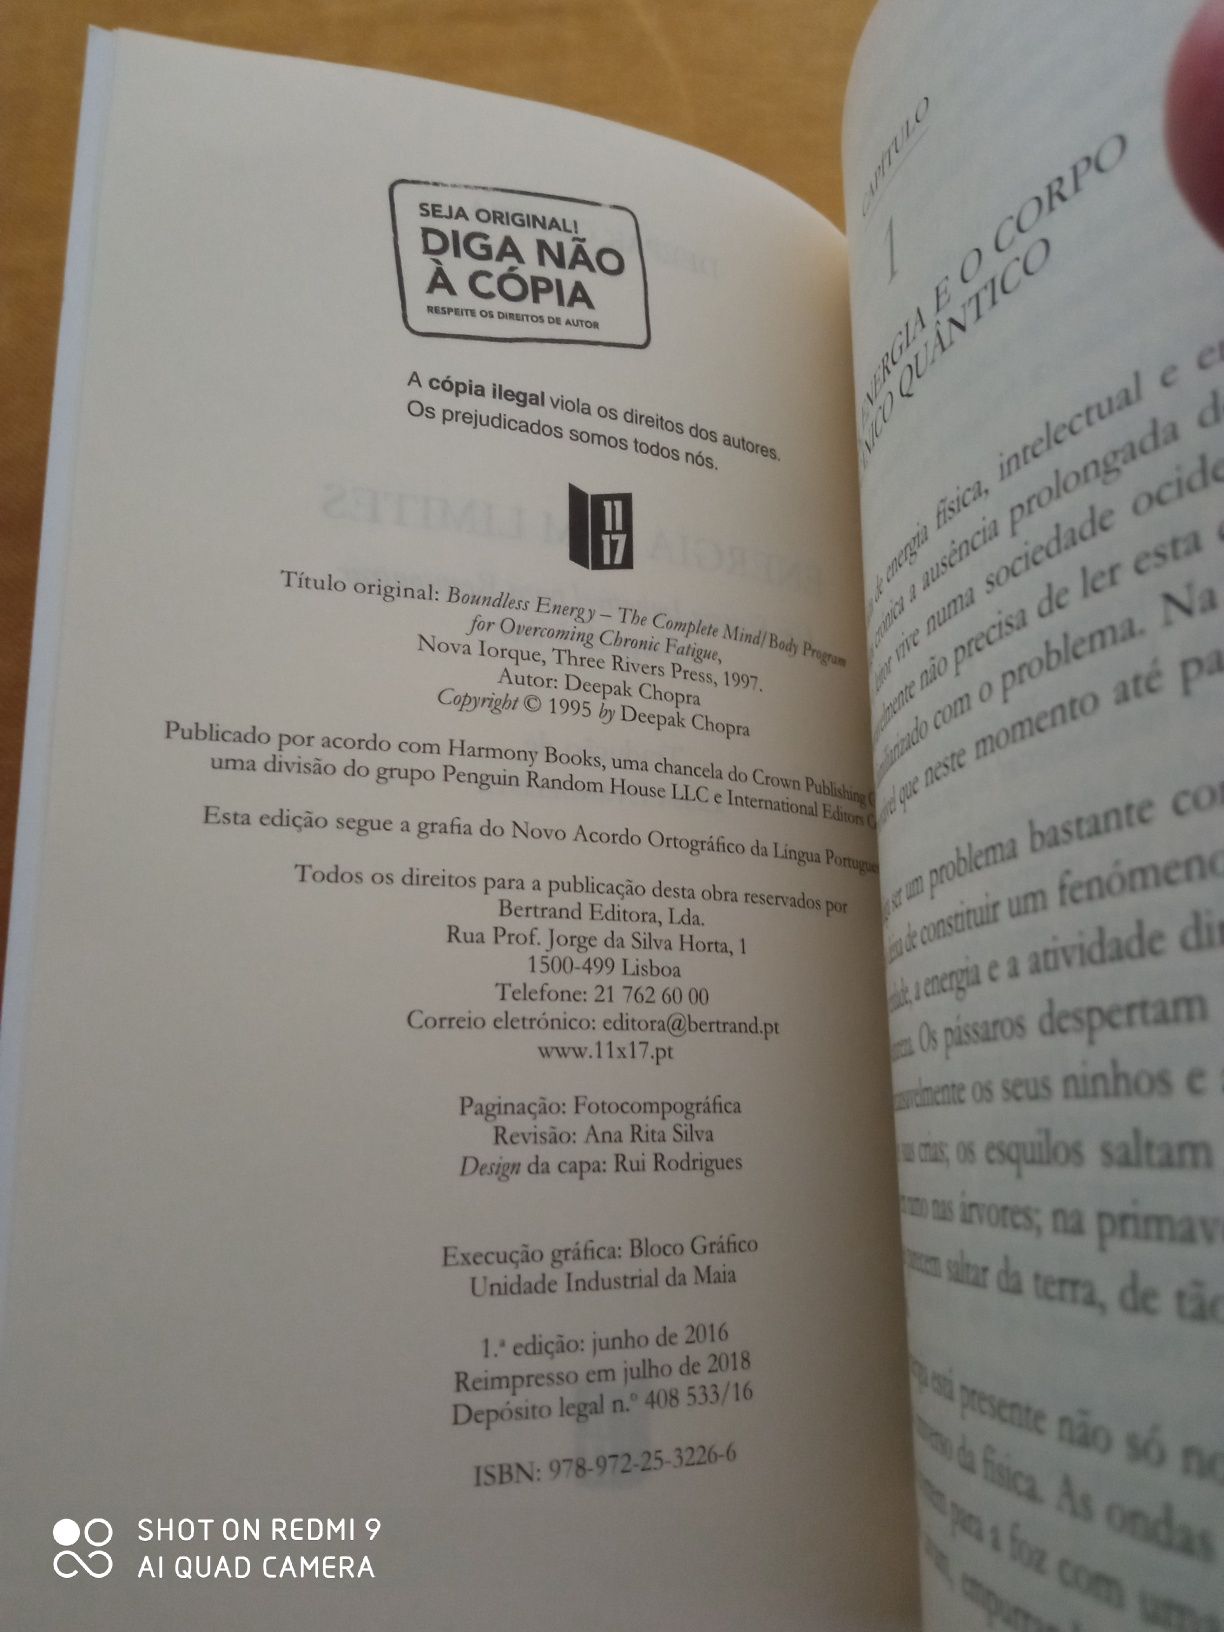 SEJA ORIGINAL!
DIGA NÃO
À CÓPIA
RESPEITE OS DIREITOS DE AUTOR
A cópia ilegal viola os direitos dos autores.
Os prejudicados somos todos nós.
11
17
Título original: Boundless Energy – The Complete Mind/Body Program
for Overcoming Chronic Fatigue,
Nova Iorque, Three Rivers Press, 1997.
Autor: Deepak Chopra
Copyright © 1995 by Deepak Chopra
Publicado por acordo com Harmony Books, uma chancela do Crown Publishing
uma divisão do grupo Penguin Random House LLC e International Editors
Esta edição segue a grafia do Novo Acordo Ortográfico da Língua
Todos os direitos para a publicação desta obra reservados por
Bertrand Editora, Lda.
Rua Prof. Jorge da Silva Horta, 1
1500-499 Lisboa
Telefone: 21 762 60 00
Correio eletrónico: editora@bertrand.pt
www.11x17.pt
Paginação: Fotocompográfica
Revisão: Ana Rita Silva
Design da capa: Rui Rodrigues
Execução gráfica: Bloco Gráfico
Unidade Industrial da Maia
1.ª edição: junho de 2016
Reimpresso em julho de 2018
Depósito legal n.º 408 533/16
ISBN: 978-972-25-3226-6
CAPÍTULO
1
ENERGIA E O CORPO
QUÂNTICO
de energia física, intelectual e
crónica a ausência prolongada
vive numa sociedade
não precisa de ler esta
com o problema. Na
que neste momento até
ser um problema bastante
de constituir um fenómeno
a energia e a atividade
Os pássaros despertam
os seus ninhos e
crias; os esquilos saltam
nas árvores; na
saltar da terra, de
está presente não só
da física. As ondas
para a foz com
SHOT ON REDMI 9
AI QUAD CAMERA